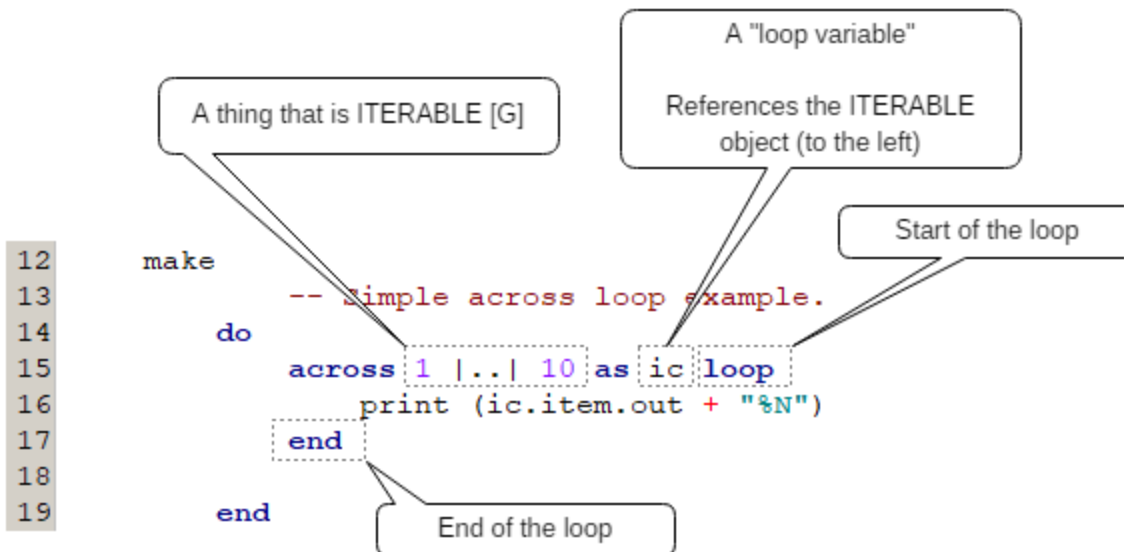 A "loop variable"
References the ITERABLE
object (to the left)
A thing that is ITERABLE [G]
Start of the loop
12 make
13 -- Simple across loop example.
14 do
15 across 1 |..| 10 as ic loop
16 print (ic.item.out + "%N")
17 end
18
19 end
End of the loop